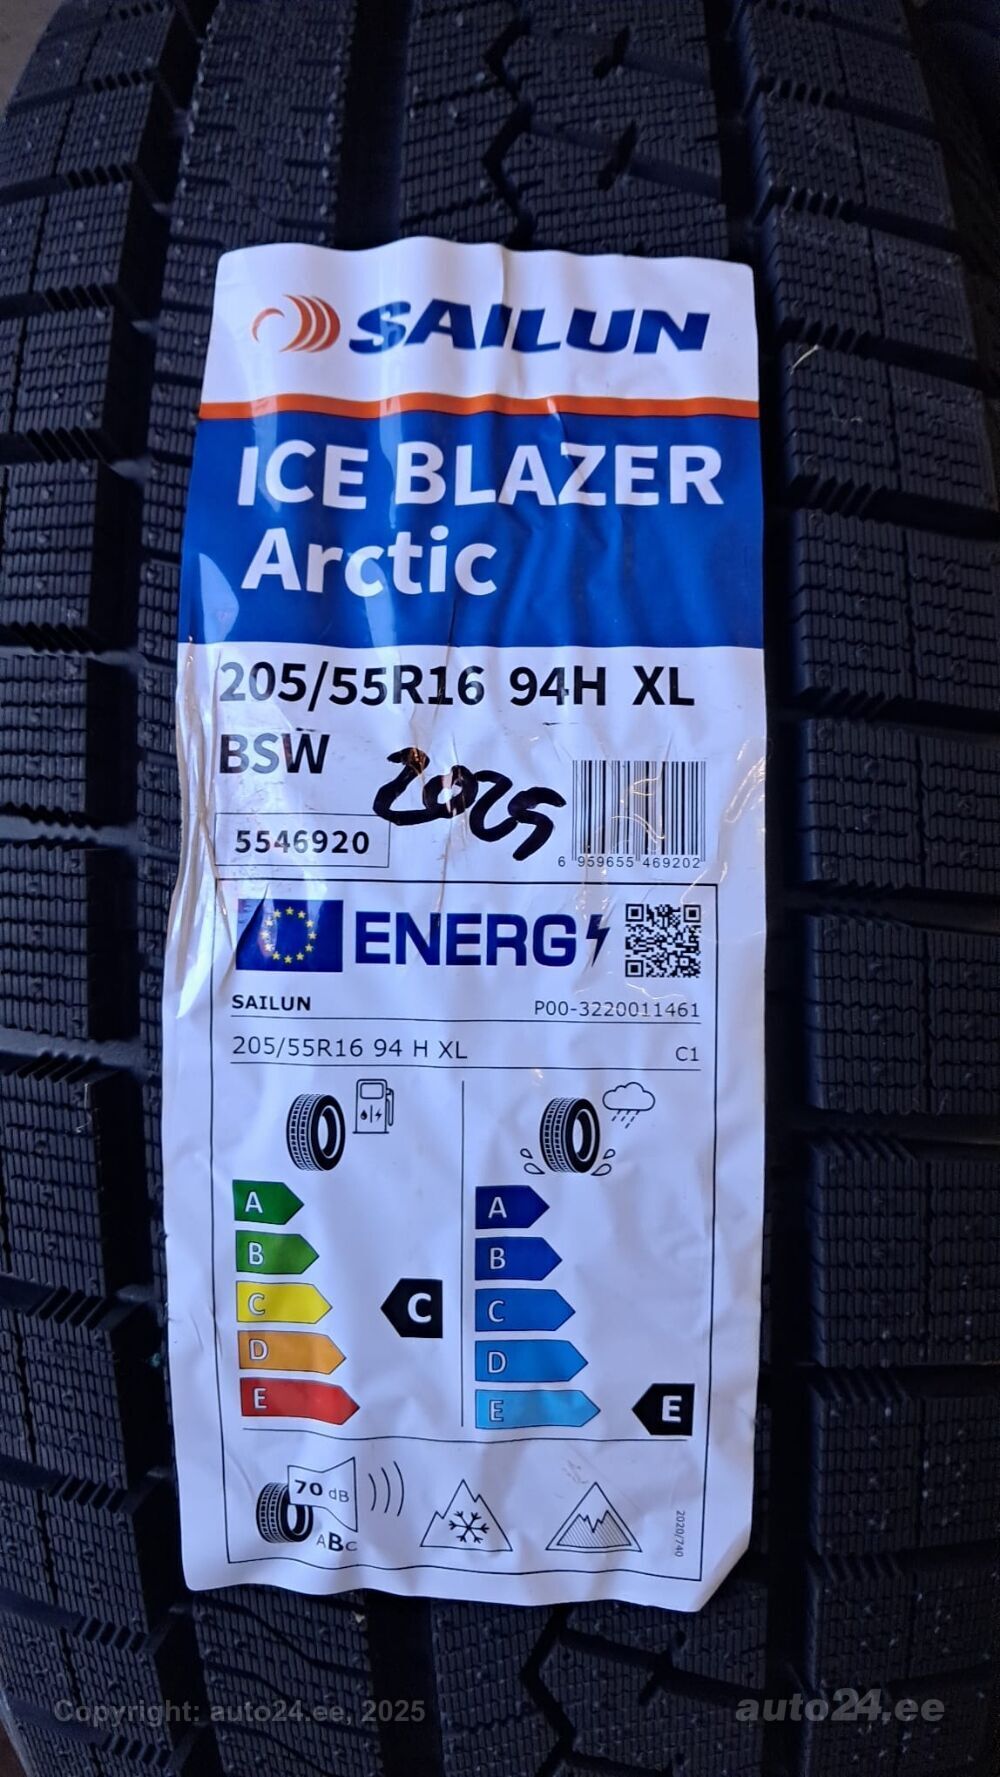 SAILUN
ICE BLAZER
Arctic
205/55R16 94H XL
BSW
2025
5546920
6 959655 469202
ENERG
SAILUN P00-3220011461
205/55R16 94 H XL C1
A A
B B
C C C
D D
E E E
70 dB
ABC
2020/740
Copyright: auto24.ee, 2025 auto24.ee